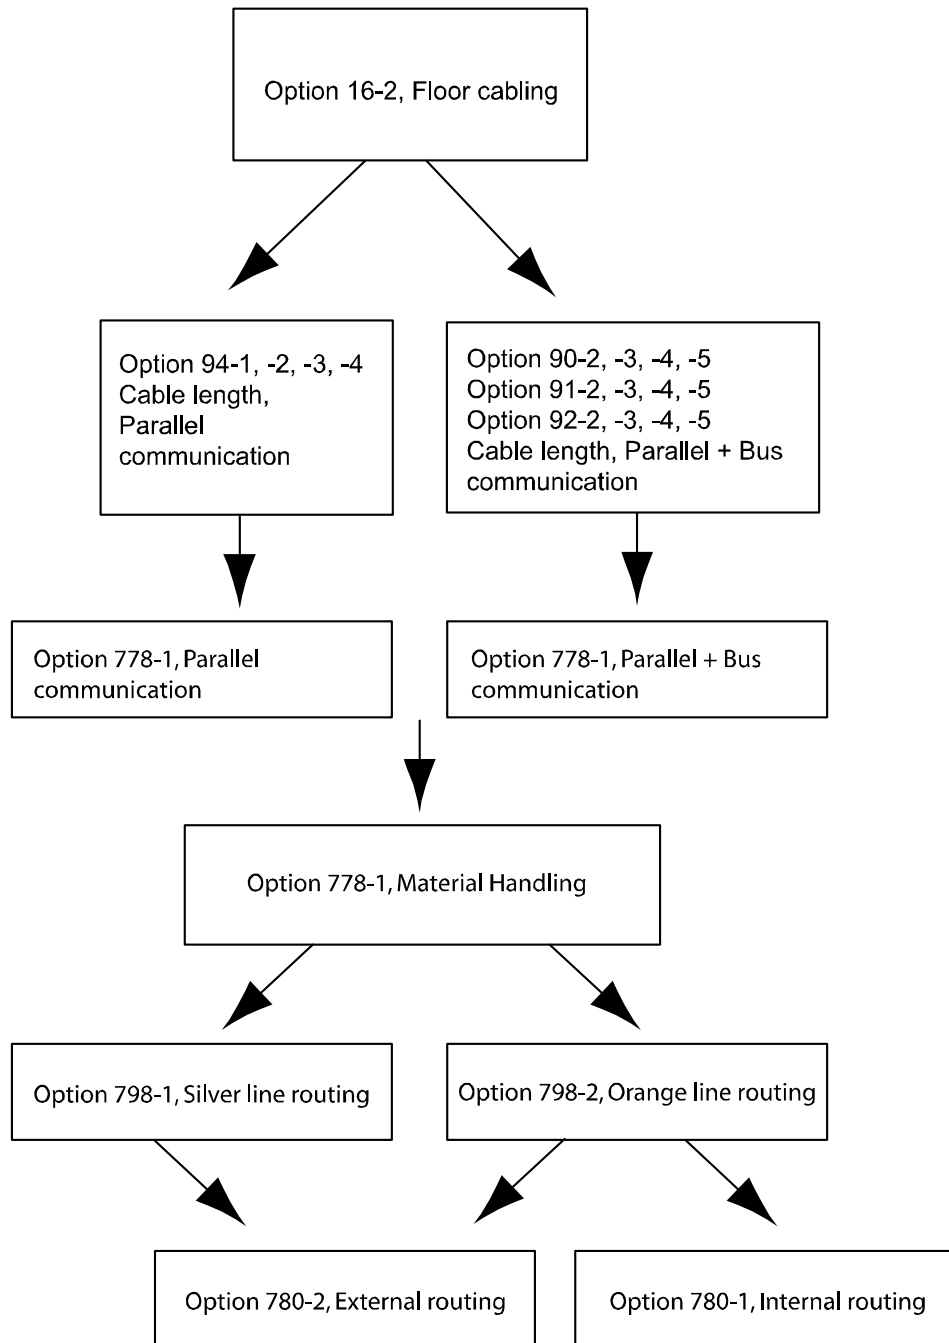 Option 16-2, Floor cabling
Option 94-1, -2, -3, -4
Cable length,
Parallel
communication
Option 90-2, -3, -4, -5
Option 91-2, -3, -4, -5
Option 92-2, -3, -4, -5
Cable length, Parallel + Bus
communication
Option 778-1, Parallel
communication
Option 778-1, Parallel + Bus
communication
Option 778-1, Material Handling
Option 798-1, Silver line routing
Option 798-2, Orange line routing
Option 780-2, External routing
Option 780-1, Internal routing